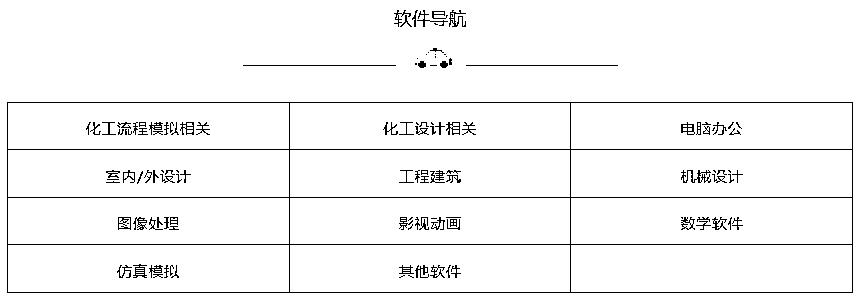 软件导航
化工流程模拟相关 化工设计相关 电脑办公
室内/外设计 工程建筑 机械设计
图像处理 影视动画 数学软件
仿真模拟 其他软件